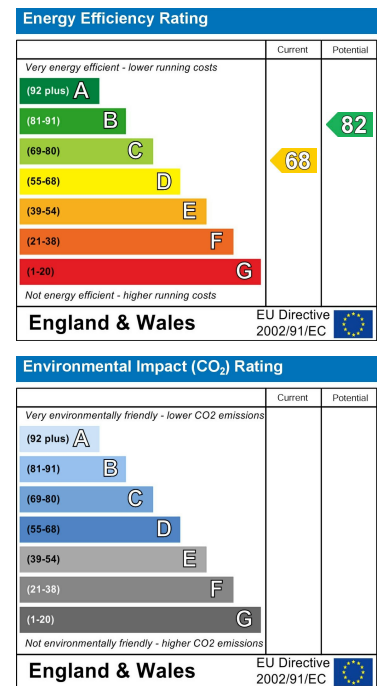 Energy Efficiency Rating
Current Potential
Very energy efficient - lower running costs
(92 plus) A
(81-91) B
82
(69-80) C
68
(55-68) D
(39-54) E
(21-38) F
(1-20) G
Not energy efficient - higher running costs
England & Wales
EU Directive
2002/91/EC
Environmental Impact (CO₂) Rating
Current Potential
Very environmentally friendly - lower CO2 emissions
(92 plus) A
(81-91) B
(69-80) C
(55-68) D
(39-54) E
(21-38) F
(1-20) G
Not environmentally friendly - higher CO2 emissions
England & Wales
EU Directive
2002/91/EC